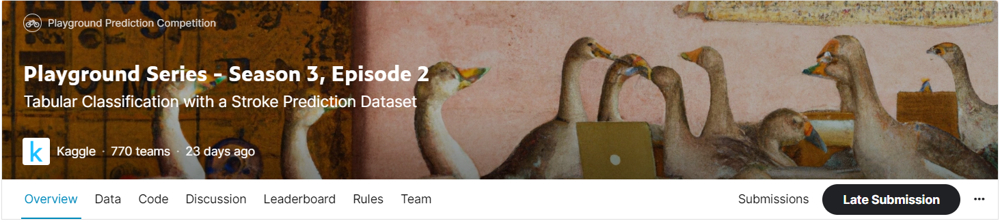 Playground Prediction Competition
Playground Series - Season 3, Episode 2
Tabular Classification with a Stroke Prediction Dataset
k Kaggle · 770 teams · 23 days ago
Overview Data Code Discussion Leaderboard Rules Team Submissions Late Submission